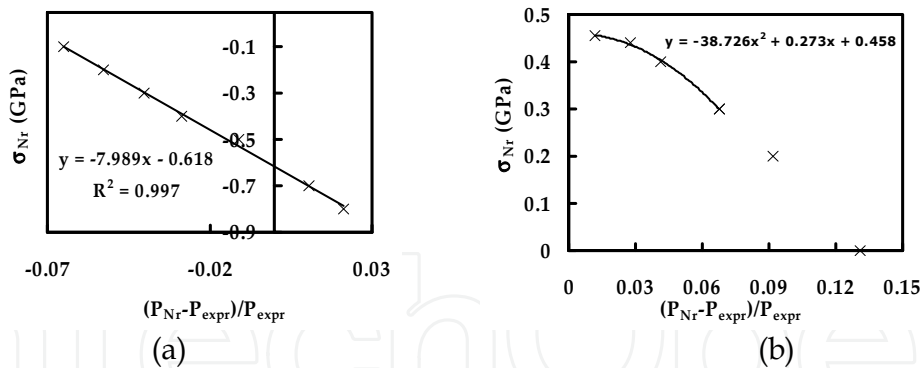 -0.1
-0.3
-0.5
-0.7
-0.9
σNr (GPa)
y = -7.989x - 0.618
R² = 0.997
-0.07 -0.02 0.03
(PNr-Pexpr)/Pexpr
(a)
0.5
0.4
0.3
0.2
0.1
0
σNr (GPa)
y = -38.726x² + 0.273x + 0.458
0 0.03 0.06 0.09 0.12 0.15
(PNr-Pexpr)/Pexpr
(b)